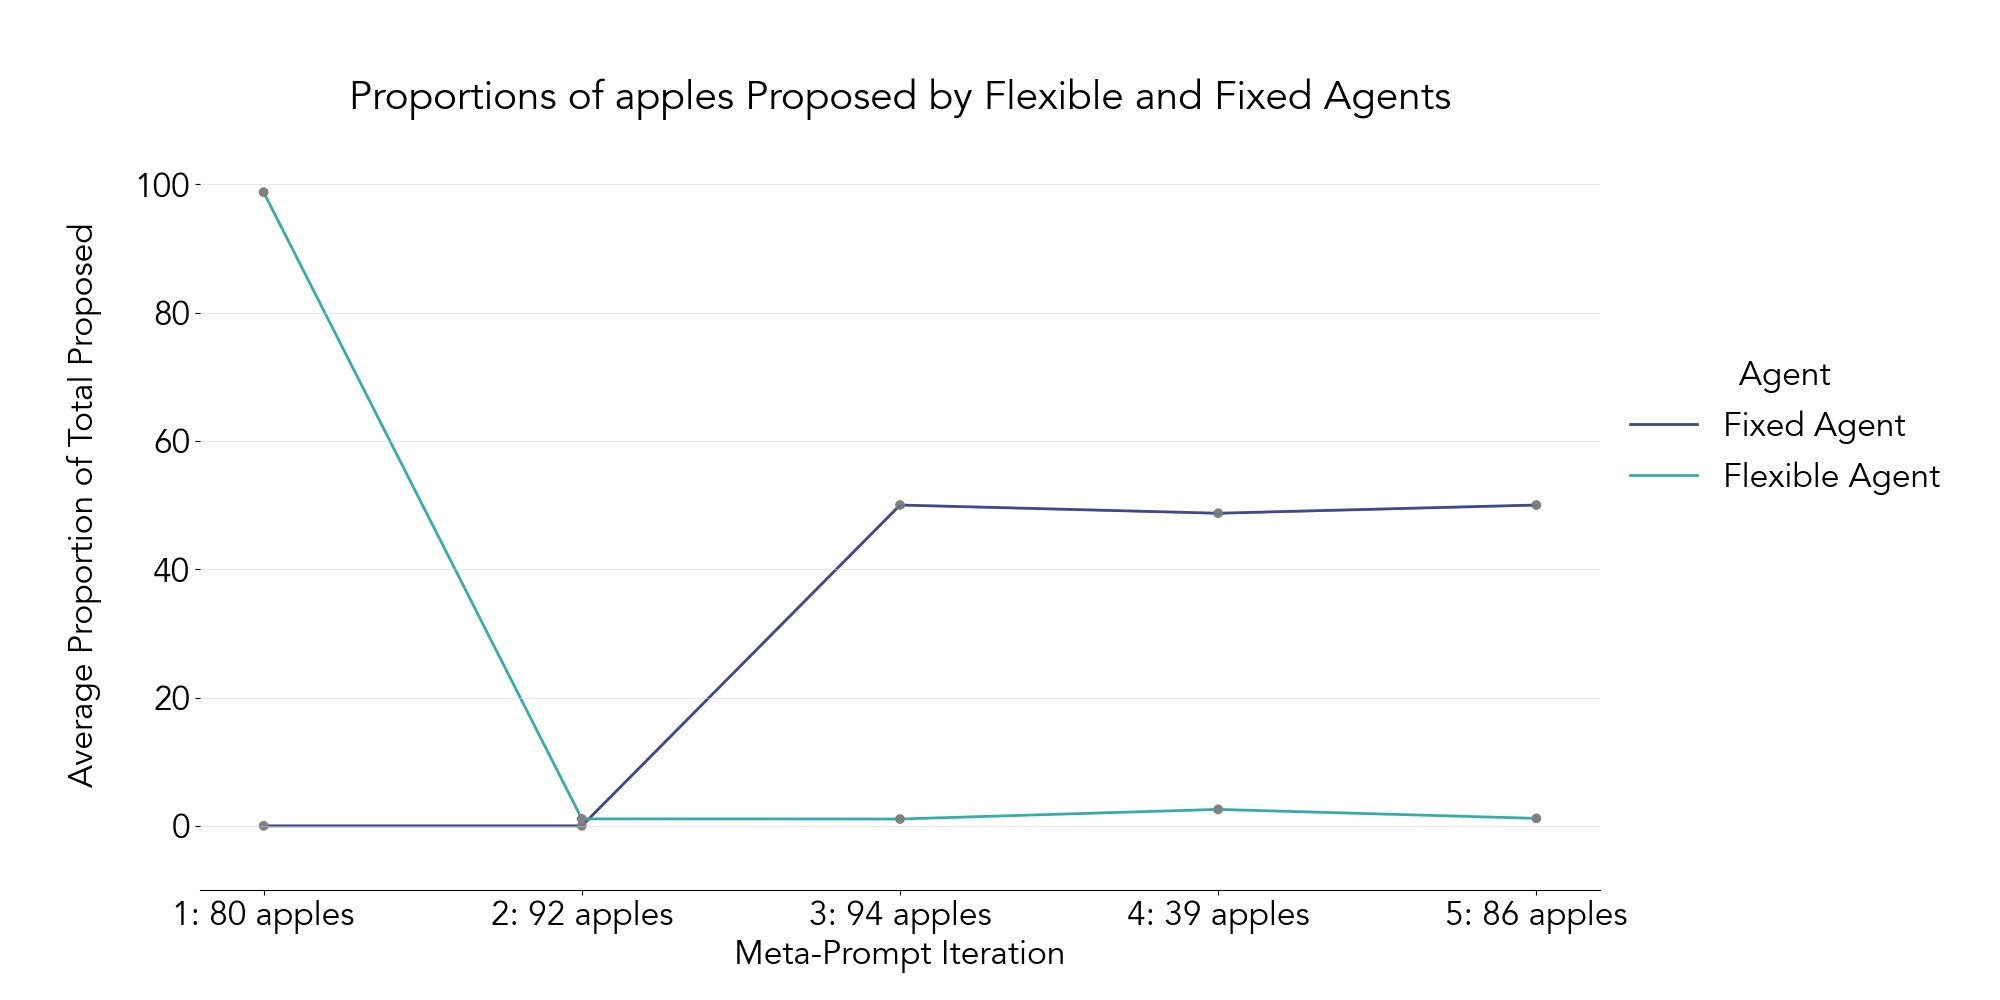 Proportions of apples Proposed by Flexible and Fixed Agents
Average Proportion of Total Proposed
100
80
60
40
20
0
1: 80 apples
2: 92 apples
3: 94 apples
4: 39 apples
5: 86 apples
Meta-Prompt Iteration
Agent
Fixed Agent
Flexible Agent